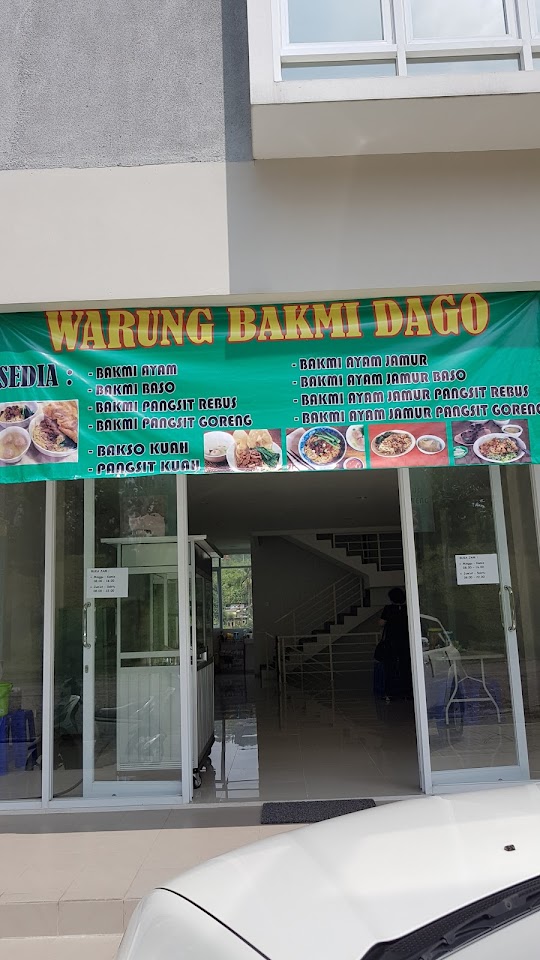 WARUNG BAKMI DAGO
SEDIA :
- BAKMI AYAM
- BAKMI BASO
- BAKMI PANGSIT REBUS
- BAKMI PANGSIT GORENG
- BAKSO KUAH
- PANGSIT KUAH
- BAKMI AYAM JAMUR
- BAKMI AYAM JAMUR BASO
- BAKMI AYAM JAMUR PANGSIT REBUS
- BAKMI AYAM JAMUR PANGSIT GORENG